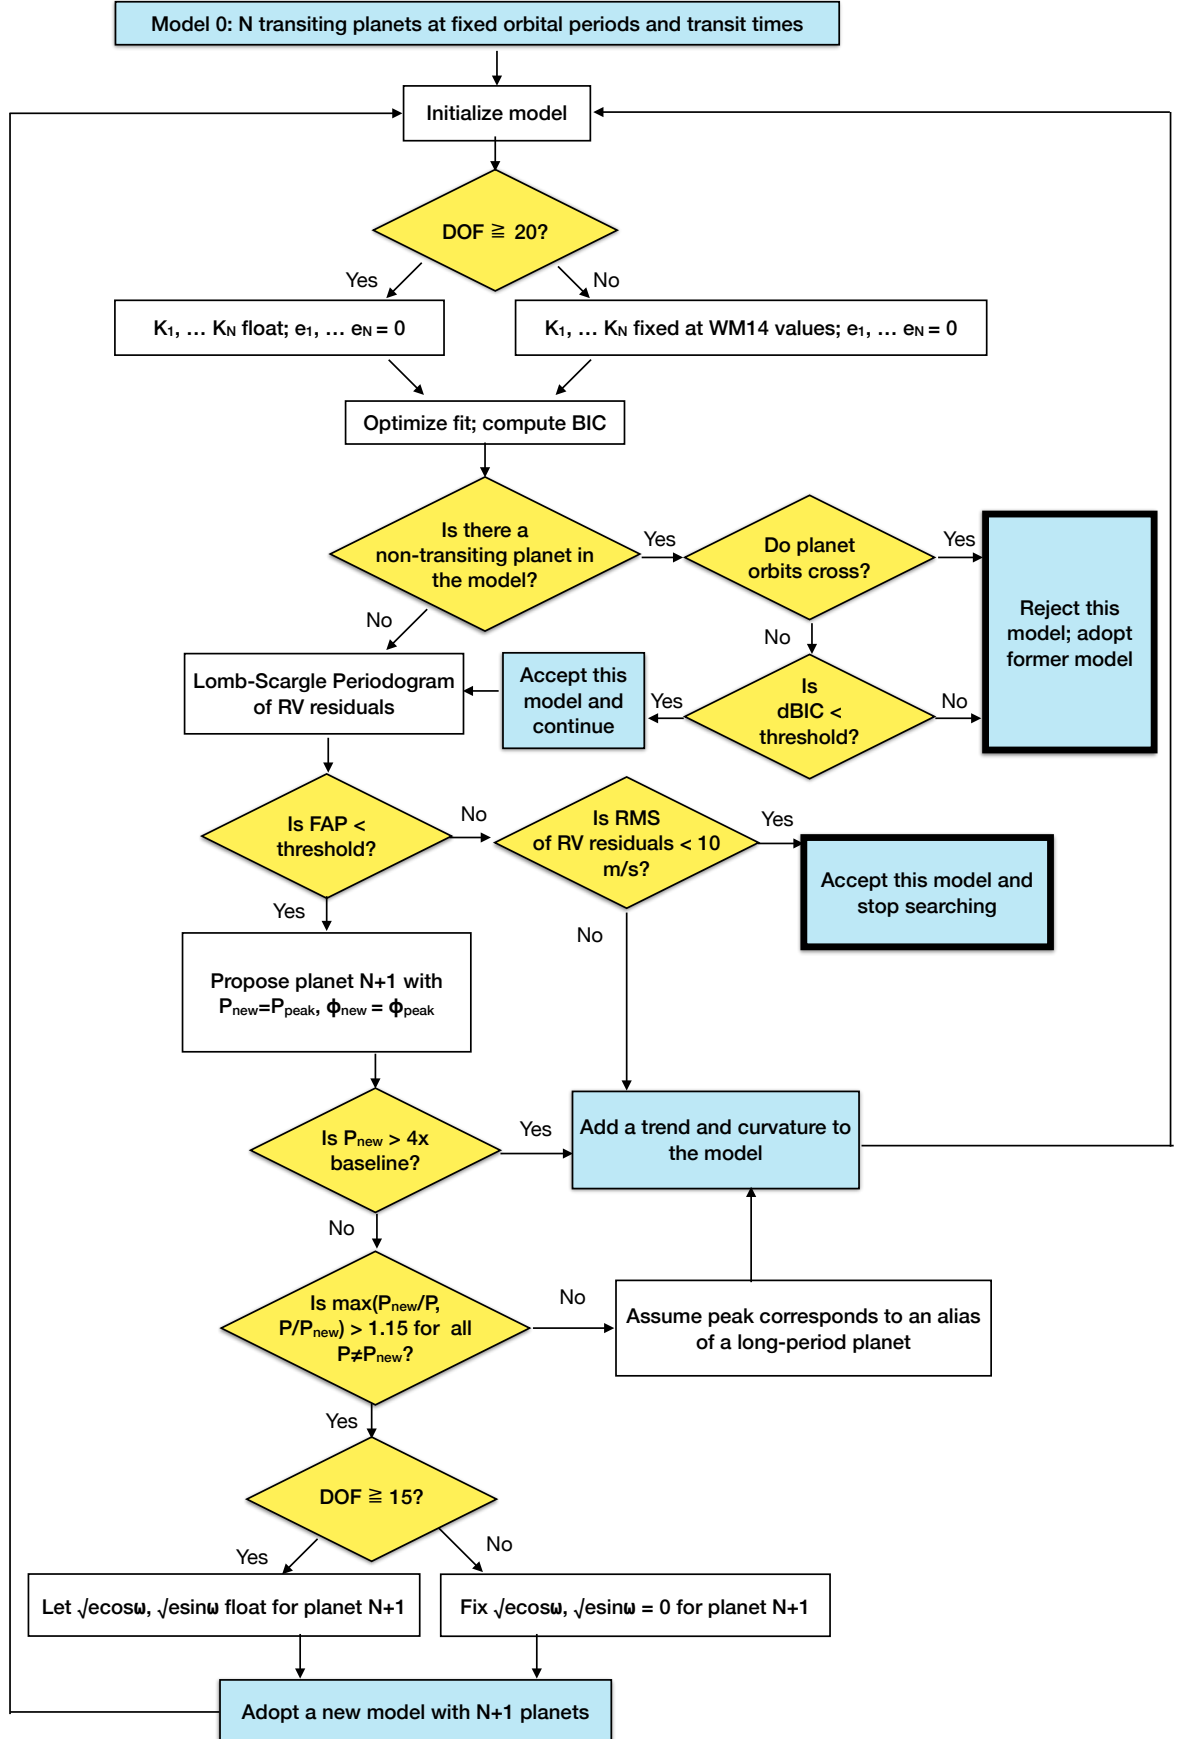 Model 0: N transiting planets at fixed orbital periods and transit times
Initialize model
DOF ≧ 20?
Yes
No
K₁, … Kɴ float; e₁, … eɴ = 0
K₁, … Kɴ fixed at WM14 values; e₁, … eɴ = 0
Optimize fit; compute BIC
Is there a
non-transiting planet in
the model?
Yes
Do planet
orbits cross?
Yes
Reject this
model; adopt
former model
No
No
Lomb-Scargle Periodogram
of RV residuals
Accept this
model and
continue
Yes
Is
dBIC <
threshold?
No
Is FAP <
threshold?
No
Is RMS
of RV residuals < 10
m/s?
Yes
Accept this model and
stop searching
Yes
No
Propose planet N+1 with
Pnew=Ppeak, ϕnew = ϕpeak
Is Pnew > 4x
baseline?
Yes
Add a trend and curvature to
the model
No
Is max(Pnew/P,
P/Pnew) > 1.15 for all
P≠Pnew?
No
Assume peak corresponds to an alias
of a long-period planet
Yes
DOF ≧ 15?
Yes
No
Let √ecosω, √esinω float for planet N+1
Fix √ecosω, √esinω = 0 for planet N+1
Adopt a new model with N+1 planets